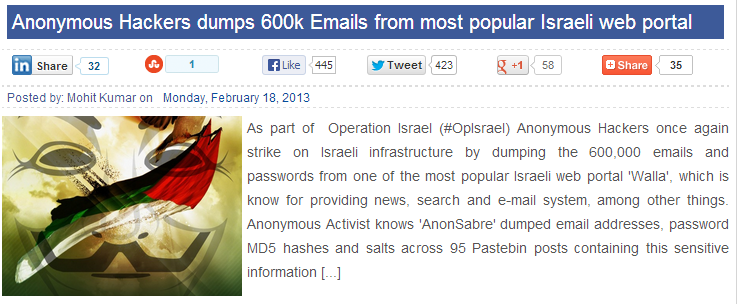 Anonymous Hackers dumps 600k Emails from most popular Israeli web portal
in Share 32 1 f Like 445 Tweet 423 g +1 58 + Share 35
Posted by: Mohit Kumar on Monday, February 18, 2013
As part of Operation Israel (#OpIsrael) Anonymous Hackers once again
strike on Israeli infrastructure by dumping the 600,000 emails and
passwords from one of the most popular Israeli web portal 'Walla', which is
know for providing news, search and e-mail system, among other things.
Anonymous Activist knows 'AnonSabre' dumped email addresses, password
MD5 hashes and salts across 95 Pastebin posts containing this sensitive
information [...]